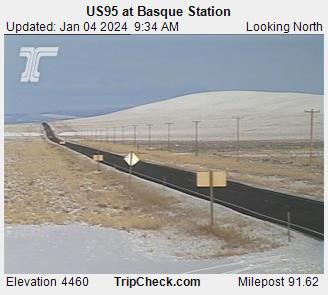 US95 at Basque Station
Updated: Jan 04 2024 9:34 AM Looking North
Elevation 4460 TripCheck.com Milepost 91.62